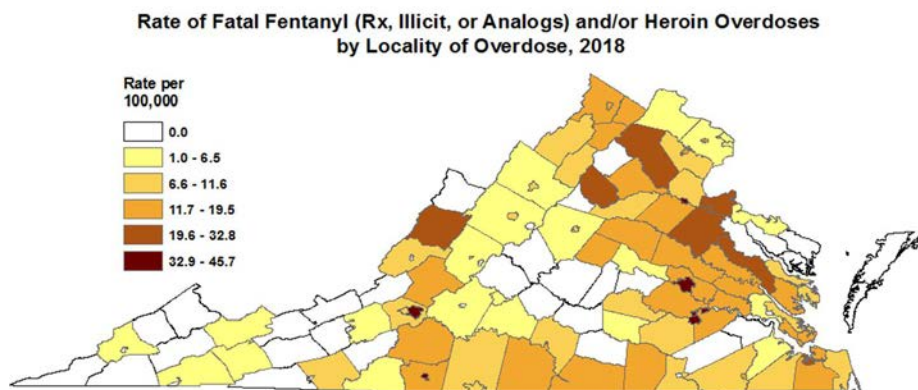 Rate of Fatal Fentanyl (Rx, Illicit, or Analogs) and/or Heroin Overdoses
by Locality of Overdose, 2018
Rate per
100,000
0.0
1.0 - 6.5
6.6 - 11.6
11.7 - 19.5
19.6 - 32.8
32.9 - 45.7